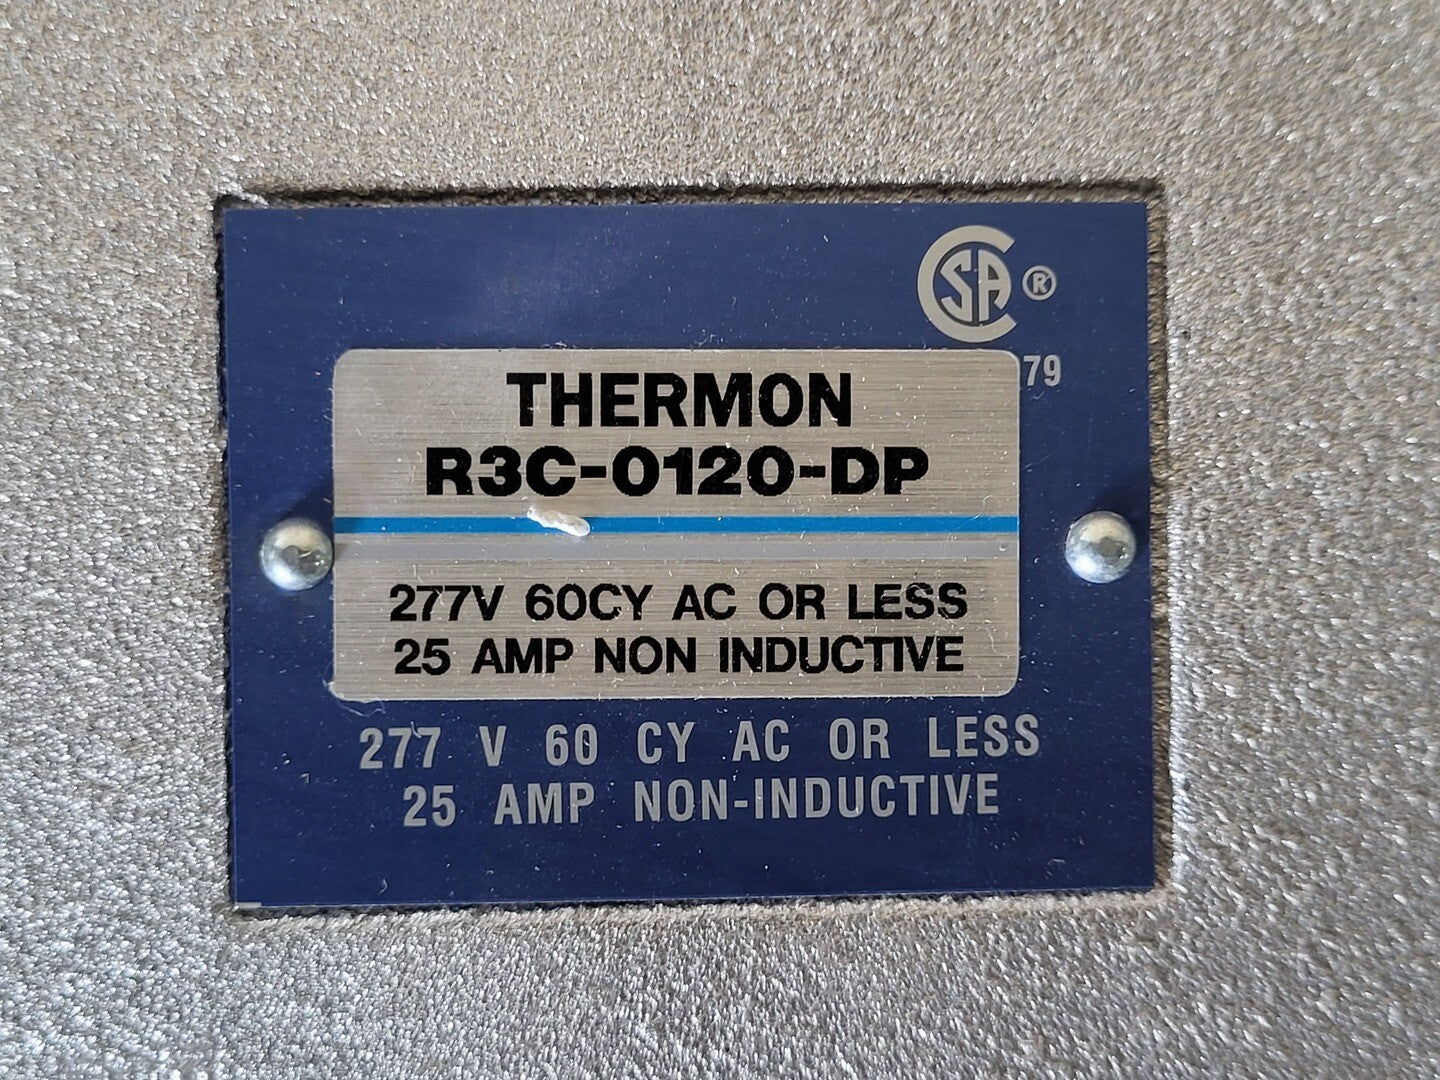 CSA ®
79
THERMON
R3C-0120-DP
277V 60CY AC OR LESS
25 AMP NON INDUCTIVE
277 V 60 CY AC OR LESS
25 AMP NON-INDUCTIVE